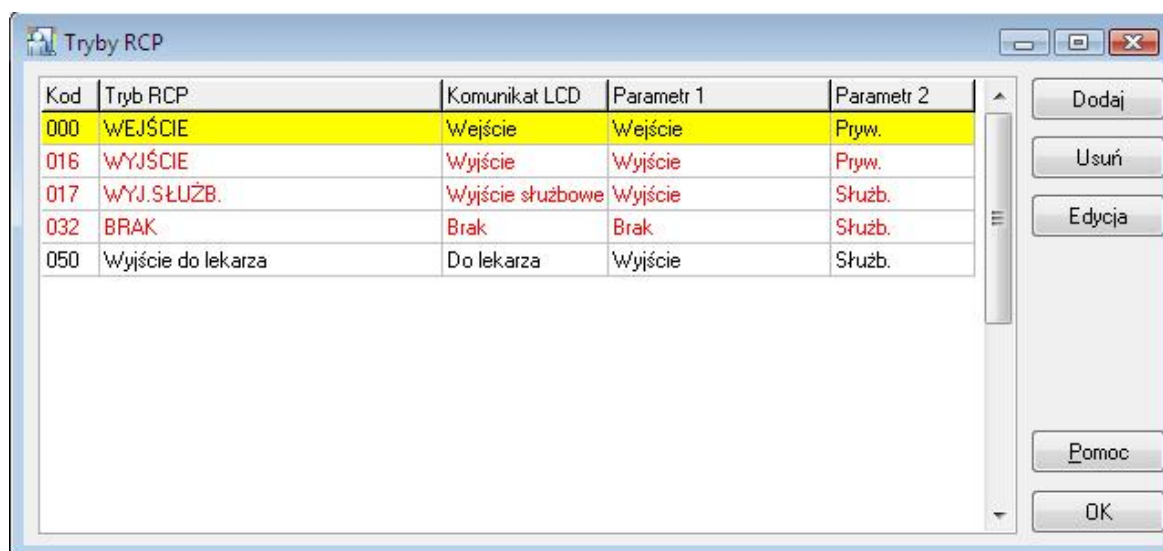 Tryby RCP
Kod Tryb RCP Komunikat LCD Parametr 1 Parametr 2
000 WEJŚCIE Wejście Wejście Pryw.
016 WYJŚCIE Wyjście Wyjście Pryw.
017 WYJ.SŁUŻB. Wyjście służbowe Wyjście Służb.
032 BRAK Brak Brak Służb.
050 Wyjście do lekarza Do lekarza Wyjście Służb.
Dodaj
Usuń
Edycja
Pomoc
OK